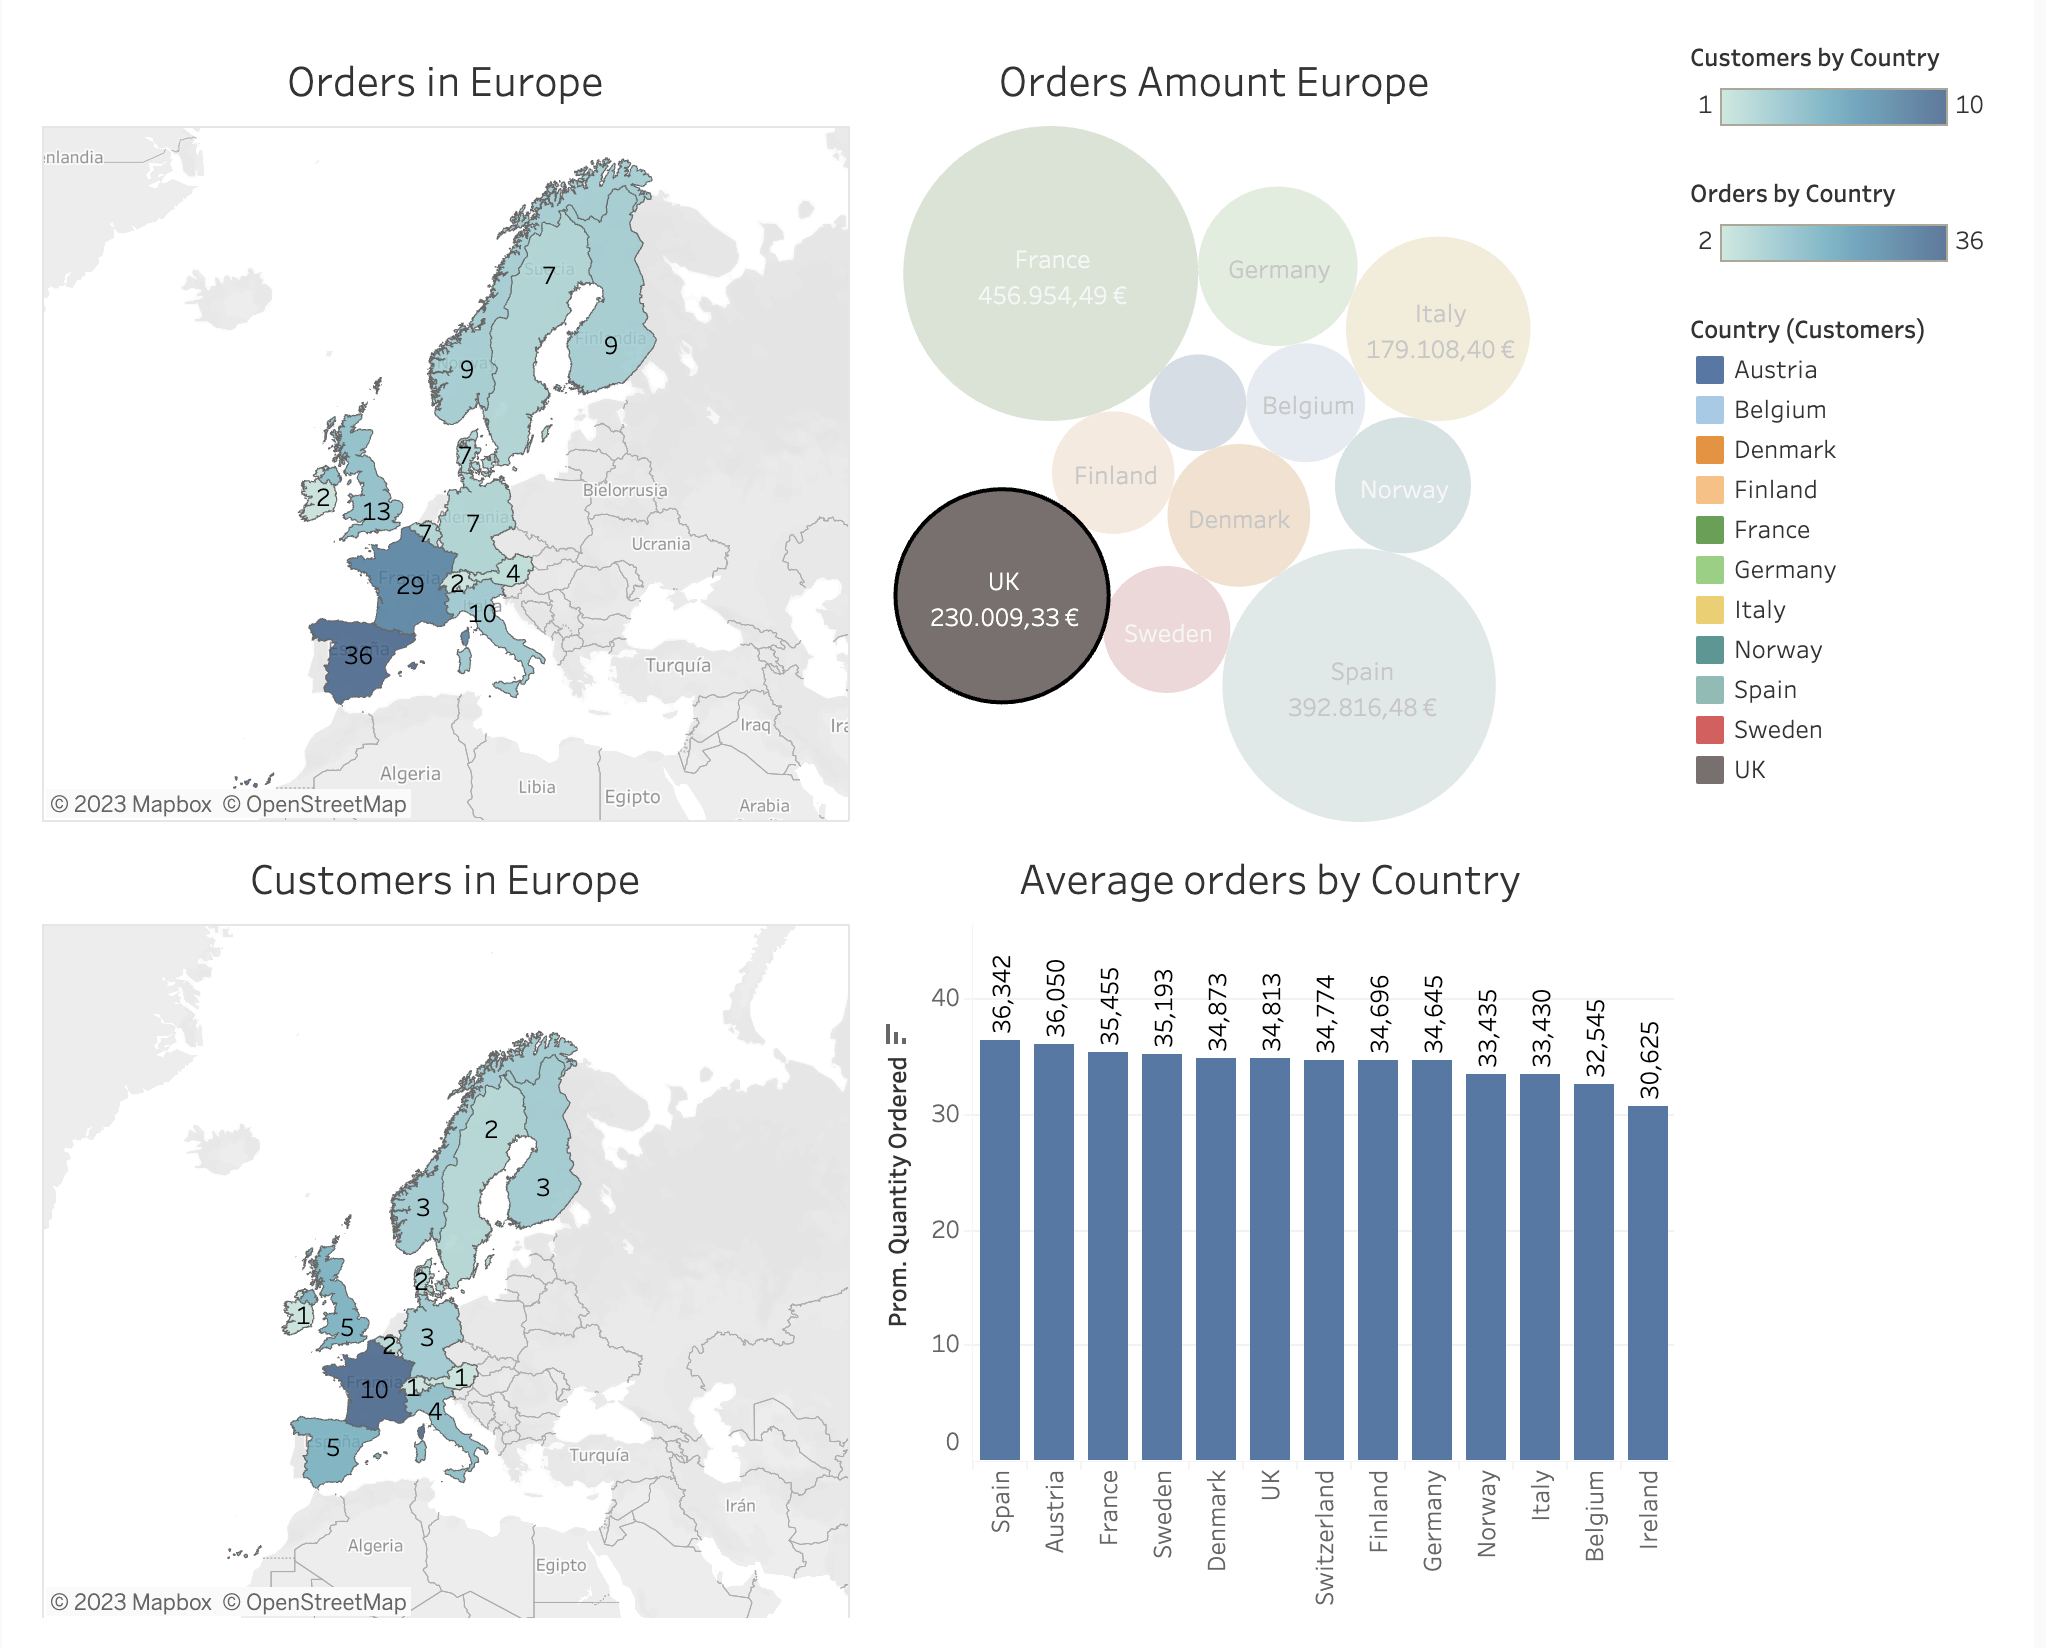 Orders in Europe
enlandia
Suecia
7
Finlandia
9
9
7
2
13
7
Alemania
7
Bielorrusia
Ucrania
Francia
29
2
4
10
España
36
Turquía
Iraq
Algeria
Libia
Egipto
Arabia
© 2023 Mapbox © OpenStreetMap
Orders Amount Europe
France
456.954,49 €
Germany
Italy
179.108,40 €
Belgium
Finland
Norway
Denmark
UK
230.009,33 €
Sweden
Spain
392.816,48 €
Customers by Country
1
10
Orders by Country
2
36
Country (Customers)
Austria
Belgium
Denmark
Finland
France
Germany
Italy
Norway
Spain
Sweden
UK
Customers in Europe
2
3
3
2
1
5
2
3
Francia
10
1
1
4
España
5
Turquía
Irán
Algeria
Egipto
© 2023 Mapbox © OpenStreetMap
Average orders by Country
Prom. Quantity Ordered
40
30
20
10
0
36,342
36,050
35,455
35,193
34,873
34,813
34,774
34,696
34,645
33,435
33,430
32,545
30,625
Spain
Austria
France
Sweden
Denmark
UK
Switzerland
Finland
Germany
Norway
Italy
Belgium
Ireland